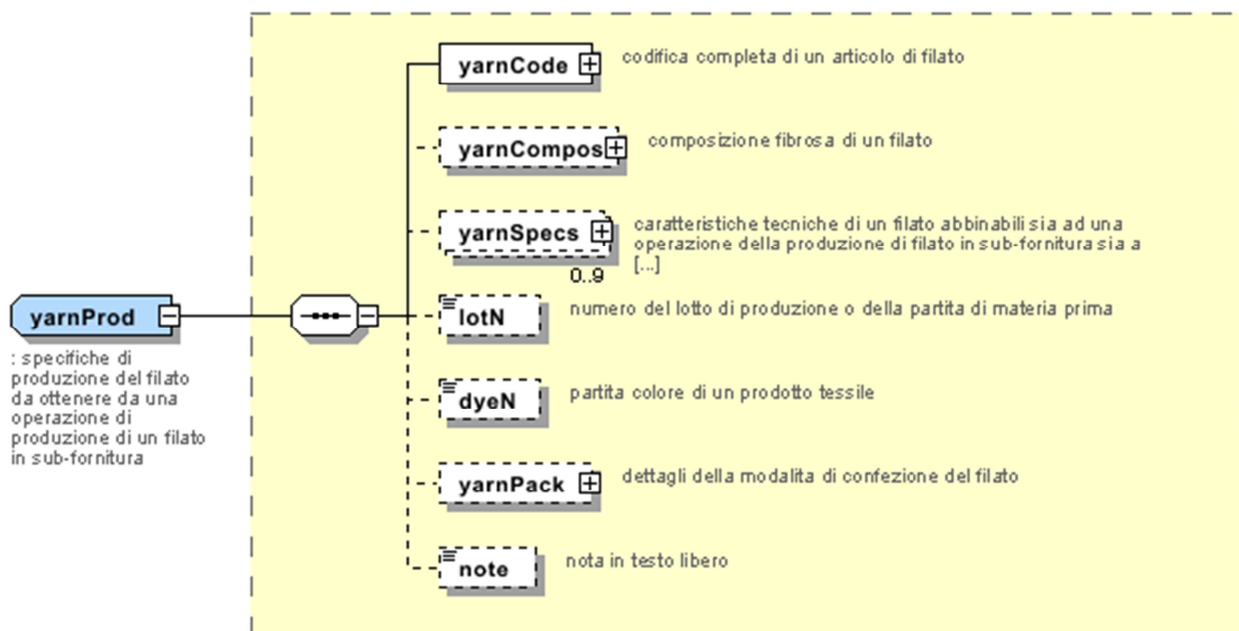 yarnCode
codifica completa di un articolo di filato
yarnCompos
composizione fibrosa di un filato
yarnSpecs
caratteristiche tecniche di un filato abbinabili sia ad una
operazione della produzione di filato in sub-fornitura sia a
[...]
0..9
yarnProd
: specifiche di
produzione del filato
da ottenere da una
operazione di
produzione di un filato
in sub-fornitura
lotN
numero del lotto di produzione o della partita di materia prima
dyeN
partita colore di un prodotto tessile
yarnPack
dettagli della modalita di confezione del filato
note
nota in testo libero